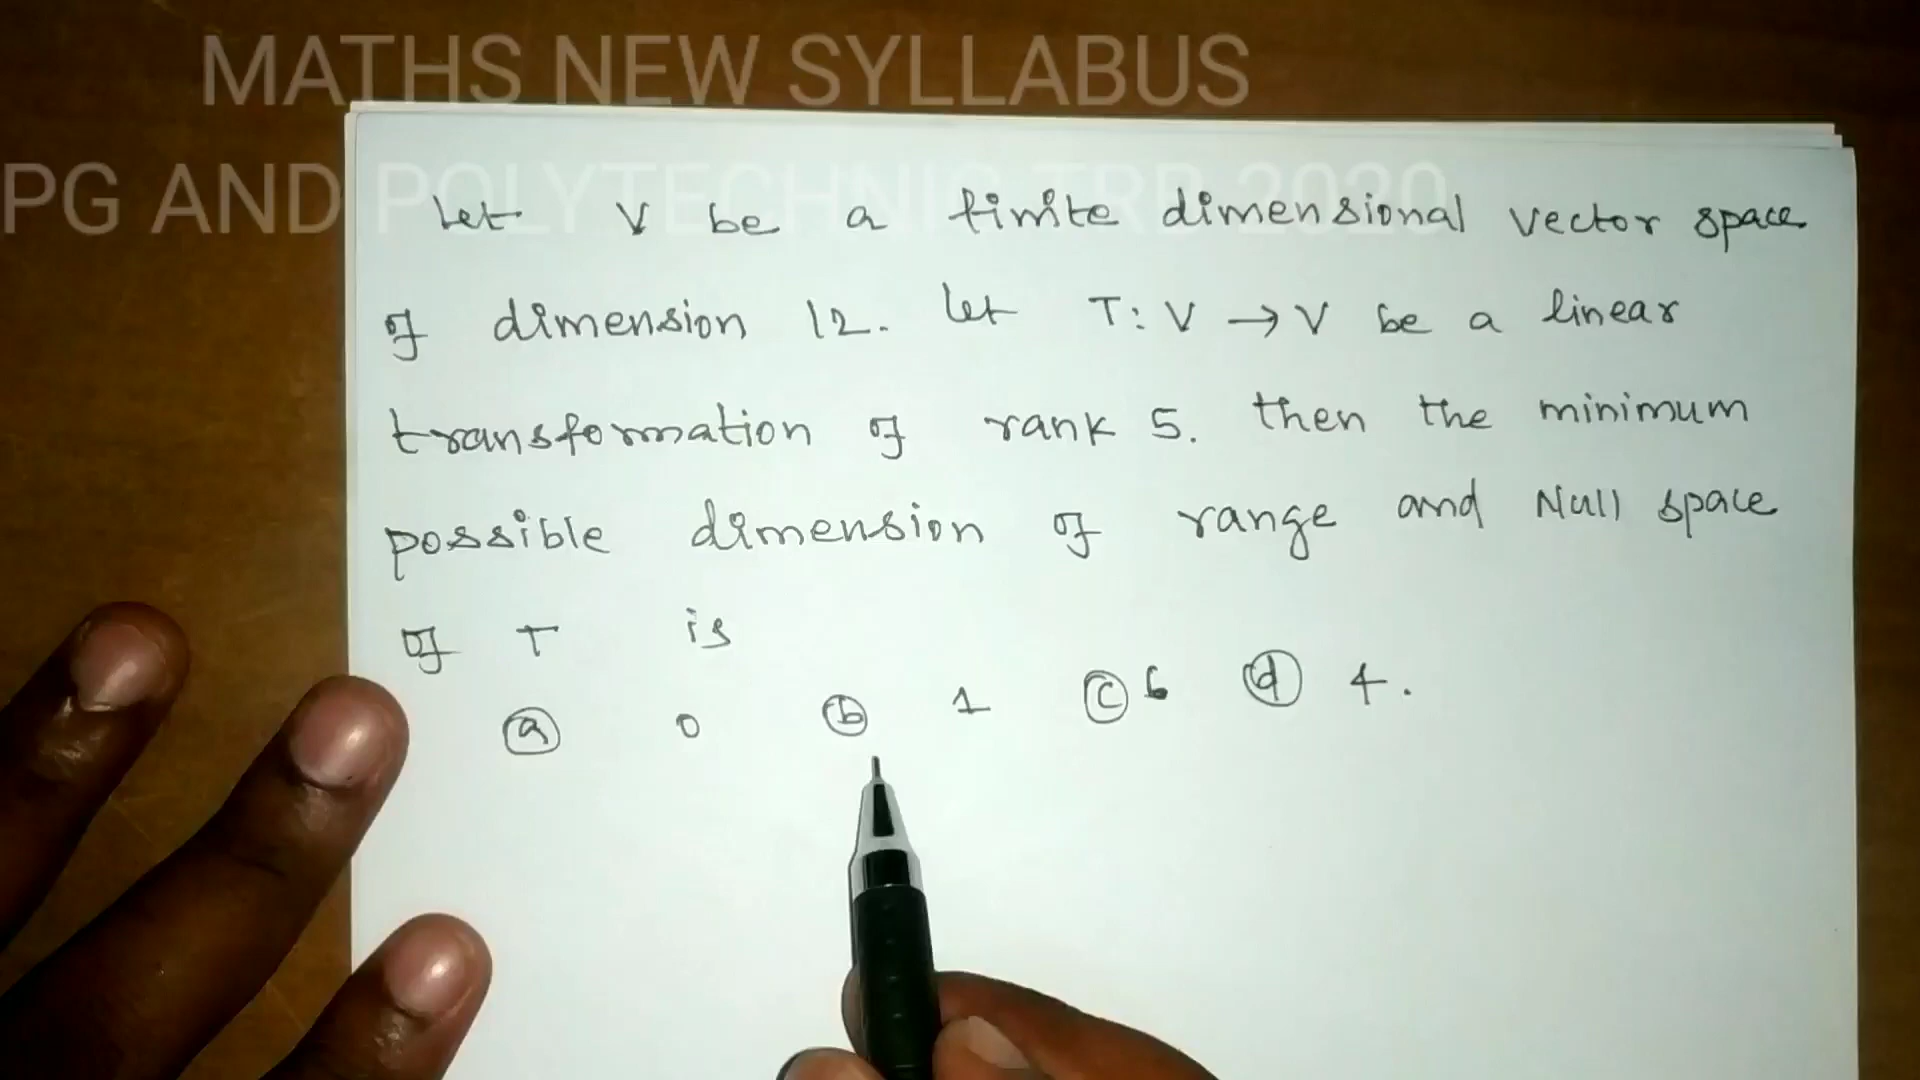 MATHS NEW SYLLABUS
PG AND POLYTECHNIC TRB 2020
Let V be a finite dimensional vector space
of dimension 12. Let T: V → V be a linear
transformation of rank 5. then the minimum
possible dimension of range and Null space
of T is
(a) 0 (b) 1 (c) 6 (d) 4.